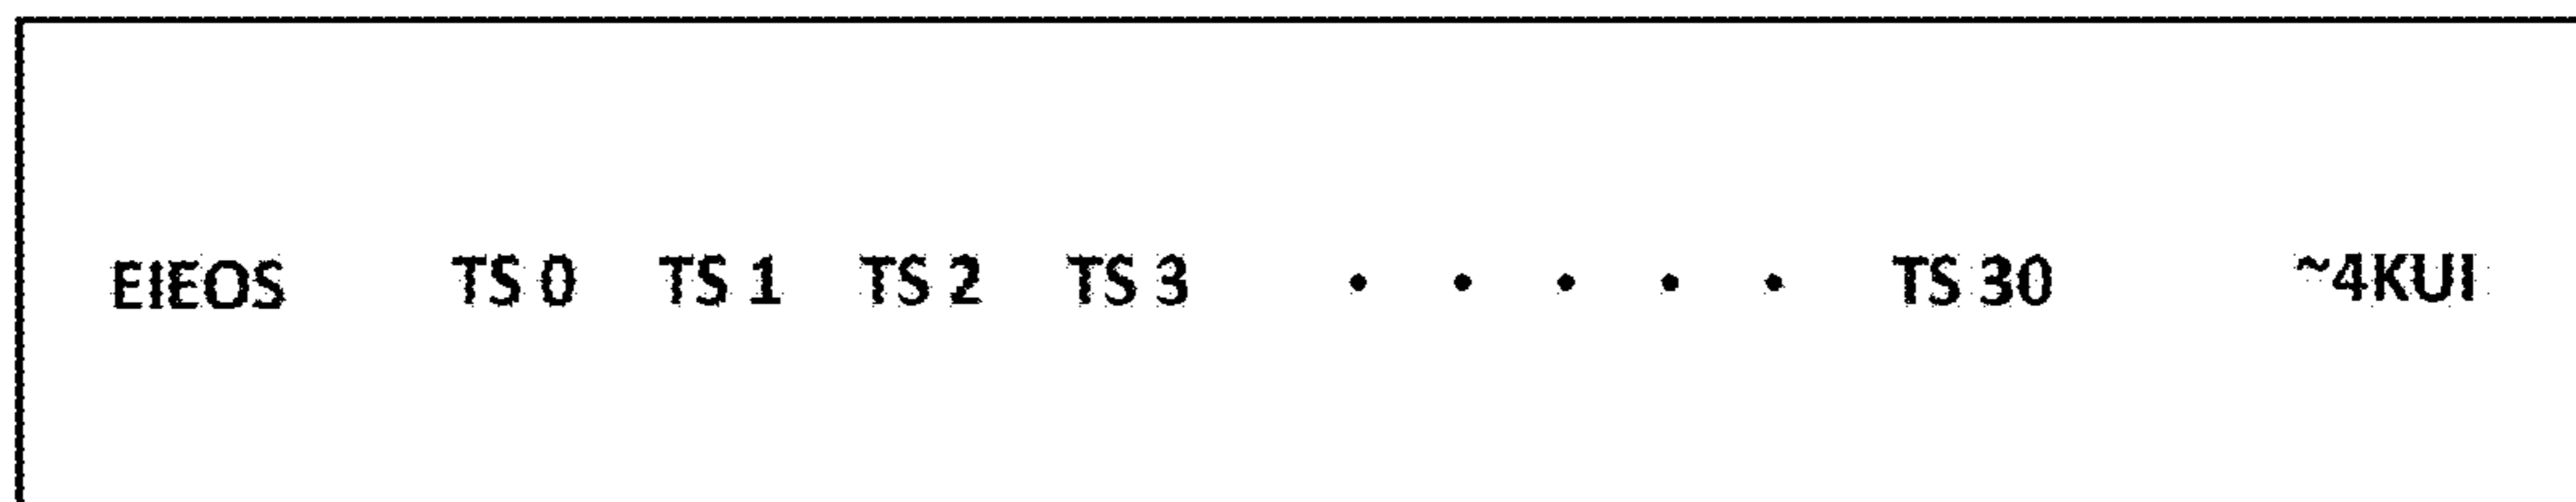 EIEOS TS 0 TS 1 TS 2 TS 3 • • • • • TS 30 ~4KUI